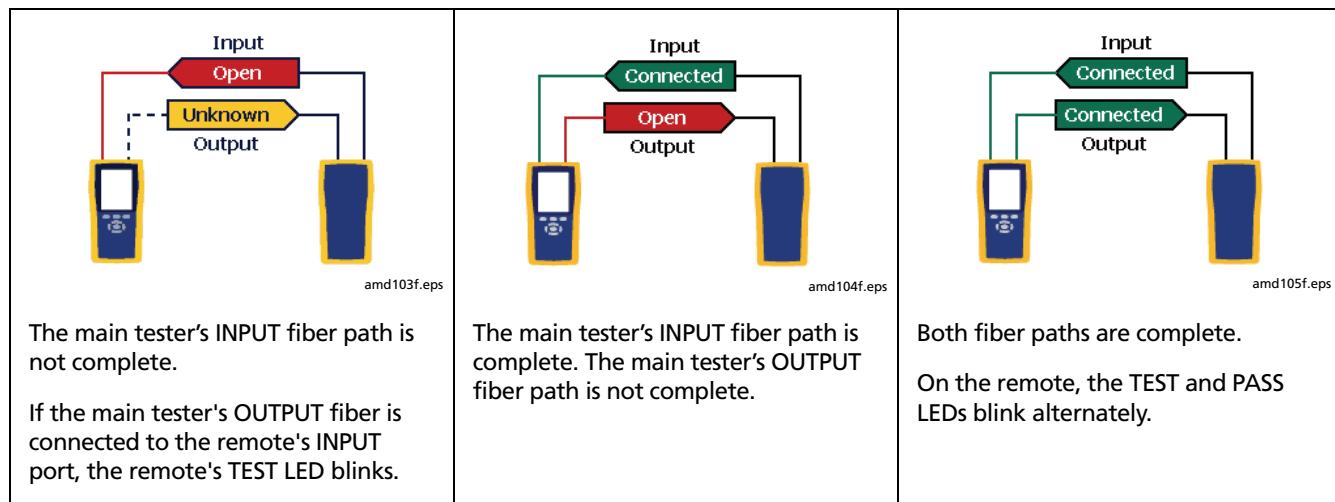 Input
Open
Unknown
Output
amd103f.eps
The main tester’s INPUT fiber path is
not complete.
If the main tester's OUTPUT fiber is
connected to the remote's INPUT
port, the remote's TEST LED blinks.
Input
Connected
Open
Output
amd104f.eps
The main tester’s INPUT fiber path is
complete. The main tester’s OUTPUT
fiber path is not complete.
Input
Connected
Connected
Output
amd105f.eps
Both fiber paths are complete.
On the remote, the TEST and PASS
LEDs blink alternately.